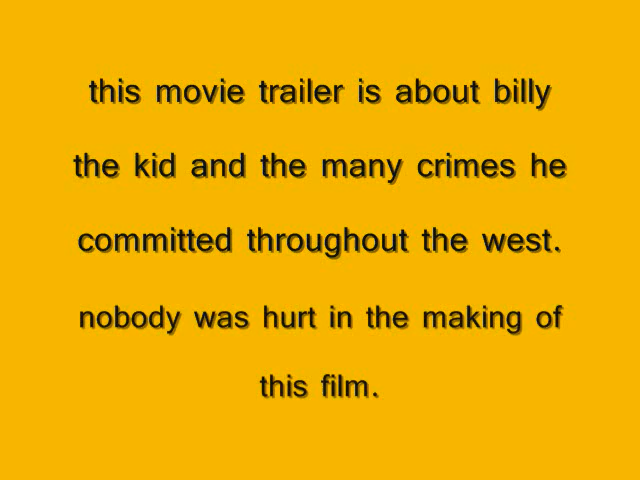 this movie trailer is about billy
the kid and the many crimes he
committed throughout the west.
nobody was hurt in the making of
this film.